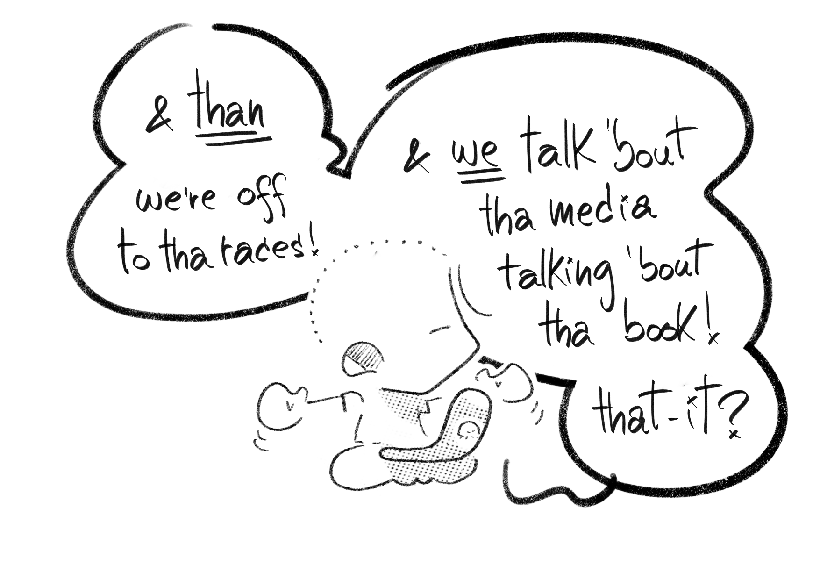 & than
we're off
to tha races!
& we talk 'bout
tha media
talking 'bout
tha book!
that-it?